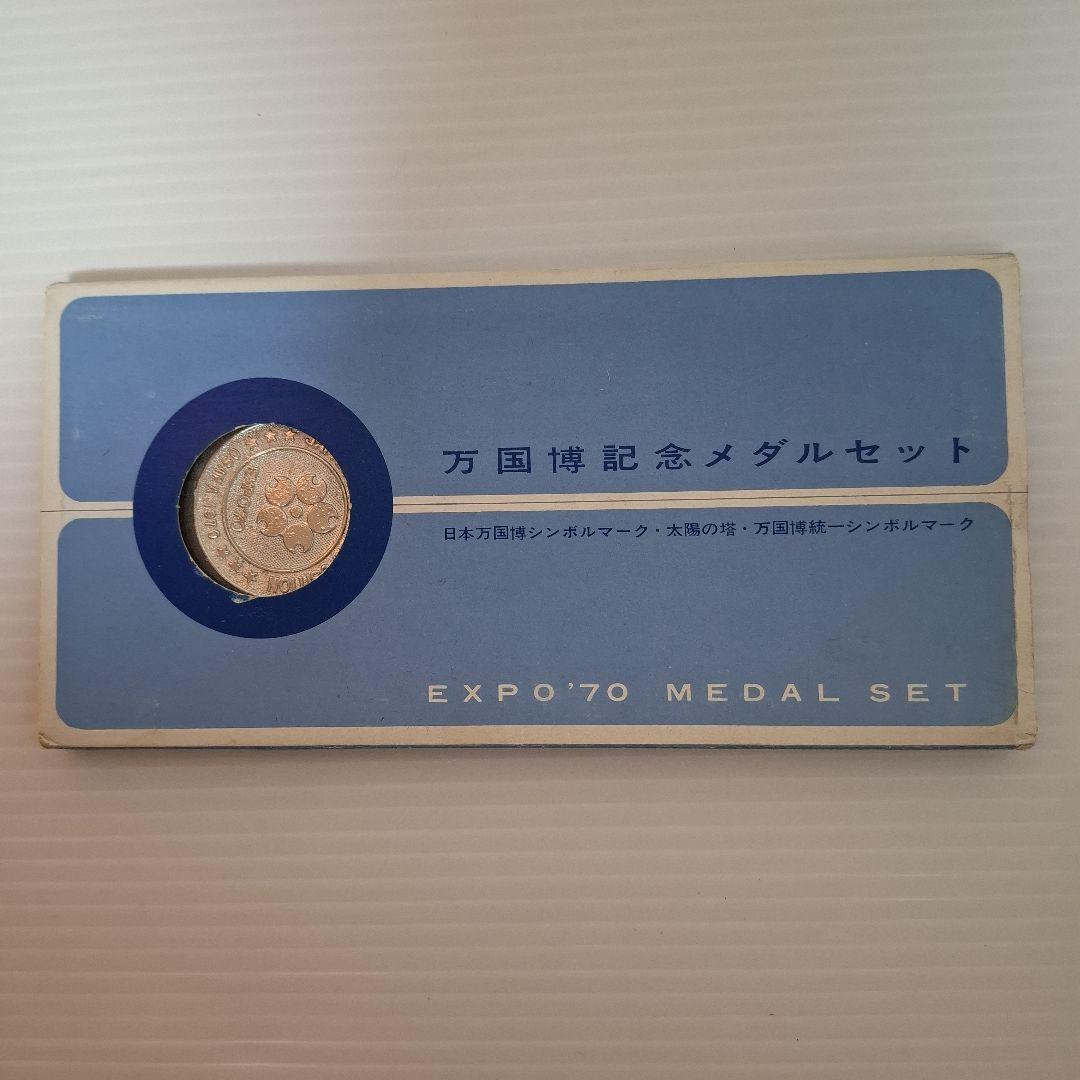 万国博記念メダルセット
日本万国博シンボルマーク・太陽の塔・万国博統一シンボルマーク
EXPO'70 MEDAL SET
OSAKA 1970